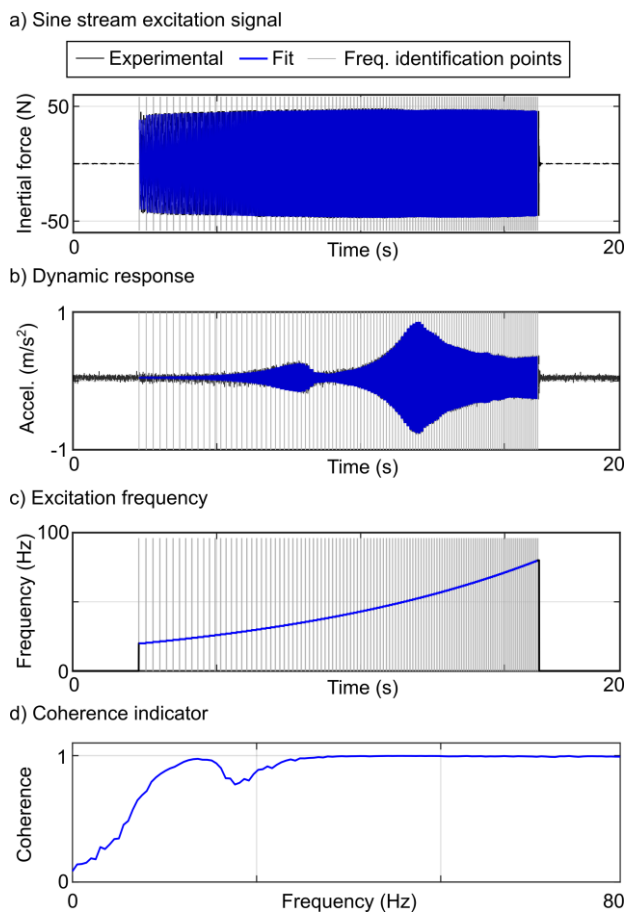 a) Sine stream excitation signal
Experimental Fit Freq. identification points
50
Inertial force (N)
-50
0 Time (s) 20
b) Dynamic response
1
Accel. (m/s²)
-1
0 Time (s) 20
c) Excitation frequency
100
Frequency (Hz)
0
0 Time (s) 20
d) Coherence indicator
1
Coherence
1
0 Frequency (Hz) 80